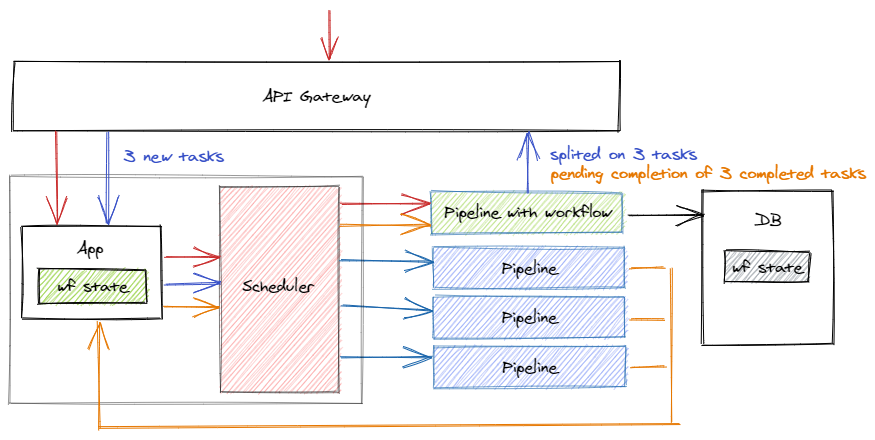 API Gateway
3 new tasks
splited on 3 tasks
pending completion of 3 completed tasks
Pipeline with workflow
DB
App
wf state
wf state
Scheduler
Pipeline
Pipeline
Pipeline